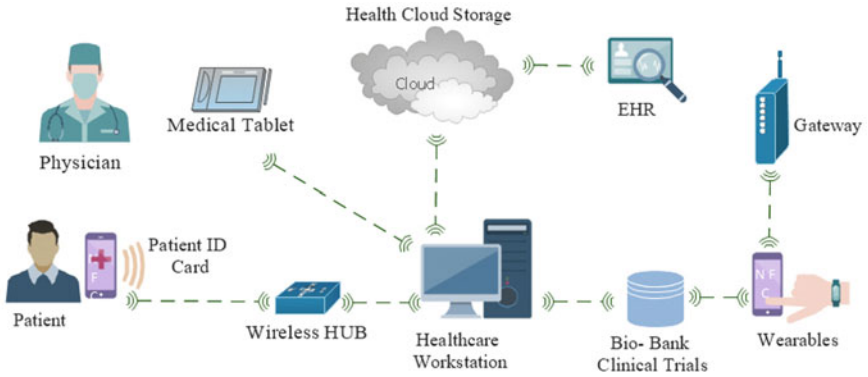 Health Cloud Storage
Cloud
EHR
Gateway
Medical Tablet
Physician
Patient ID
Card
F
C
Patient
Wireless HUB
Healthcare
Workstation
Bio- Bank
Clinical Trials
N F
C
Wearables